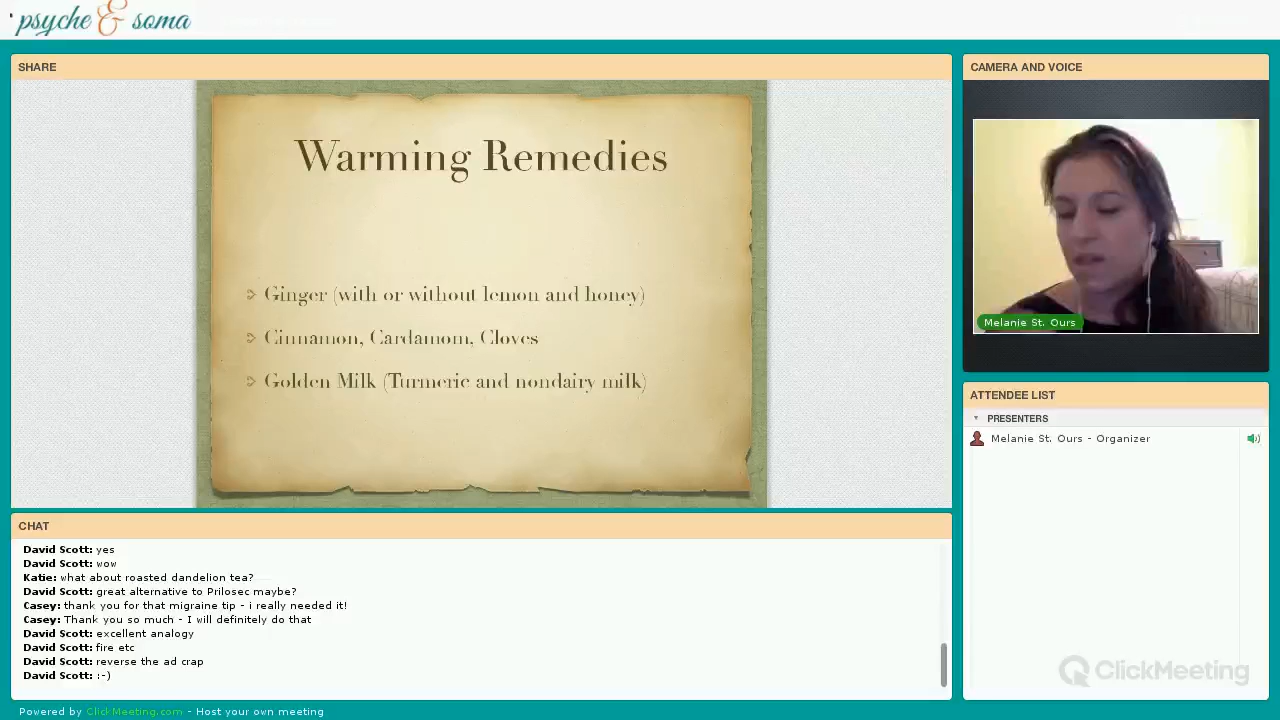 psyche & soma
SHARE
Warming Remedies
Ginger (with or without lemon and honey)
Cinnamon, Cardamom, Cloves
Golden Milk (Turmeric and nondairy milk)
CAMERA AND VOICE
Melanie St. Ours
ATTENDEE LIST
PRESENTERS
Melanie St. Ours - Organizer
CHAT
David Scott: yes
David Scott: wow
Katie: what about roasted dandelion tea?
David Scott: great alternative to Prilosec maybe?
Casey: thank you for that migraine tip - i really needed it!
Casey: Thank you so much - I will definitely do that
David Scott: excellent analogy
David Scott: fire etc
David Scott: reverse the ad crap
David Scott: :-)
ClickMeeting
Powered by ClickMeeting.com - Host your own meeting